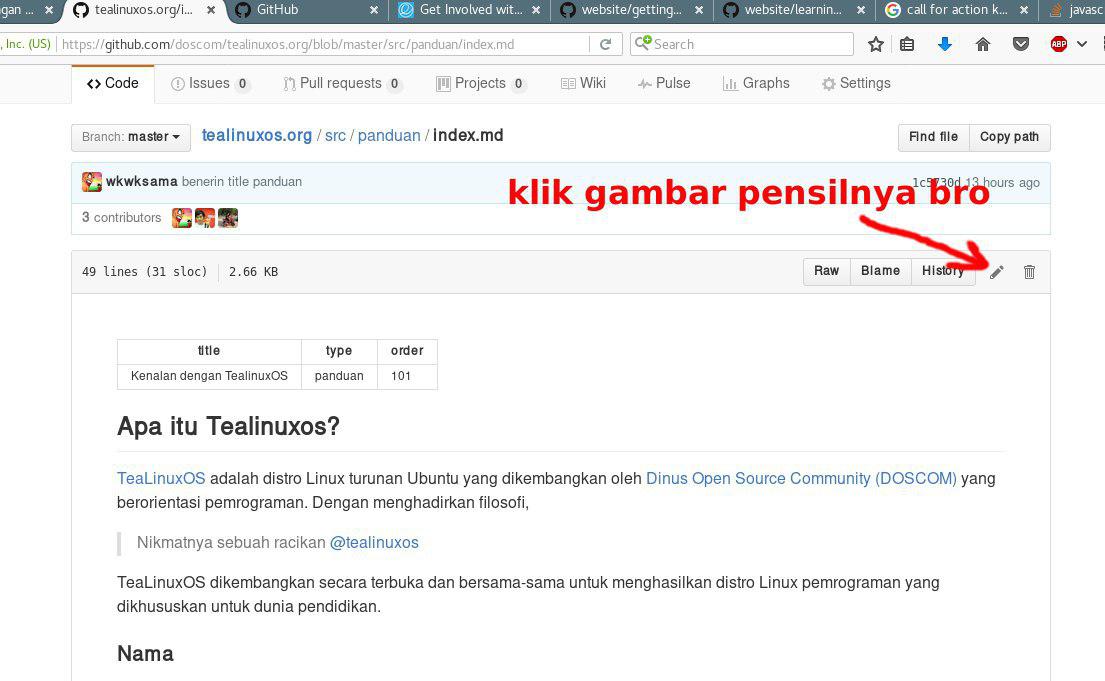 ngan ...
tealinuxos.org/i...
GitHub
Get Involved wit...
website/getting...
website/learnin...
call for action k...
javasc
, Inc. (US)
https://github.com/doscom/tealinuxos.org/blob/master/src/panduan/index.md
Search
ABP
Code
Issues 0
Pull requests 0
Projects 0
Wiki
Pulse
Graphs
Settings
Branch: master
tealinuxos.org / src / panduan / index.md
Find file
Copy path
wkwksama benerin title panduan
1c5730d 13 hours ago
klik gambar pensilnya bro
3 contributors
49 lines (31 sloc)
2.66 KB
Raw
Blame
History
title type order
Kenalan dengan TealinuxOS panduan 101
Apa itu Tealinuxos?
TeaLinuxOS adalah distro Linux turunan Ubuntu yang dikembangkan oleh Dinus Open Source Community (DOSCOM) yang
berorientasi pemrograman. Dengan menghadirkan filosofi,
Nikmatnya sebuah racikan @tealinuxos
TeaLinuxOS dikembangkan secara terbuka dan bersama-sama untuk menghasilkan distro Linux pemrograman yang
dikhususkan untuk dunia pendidikan.
Nama